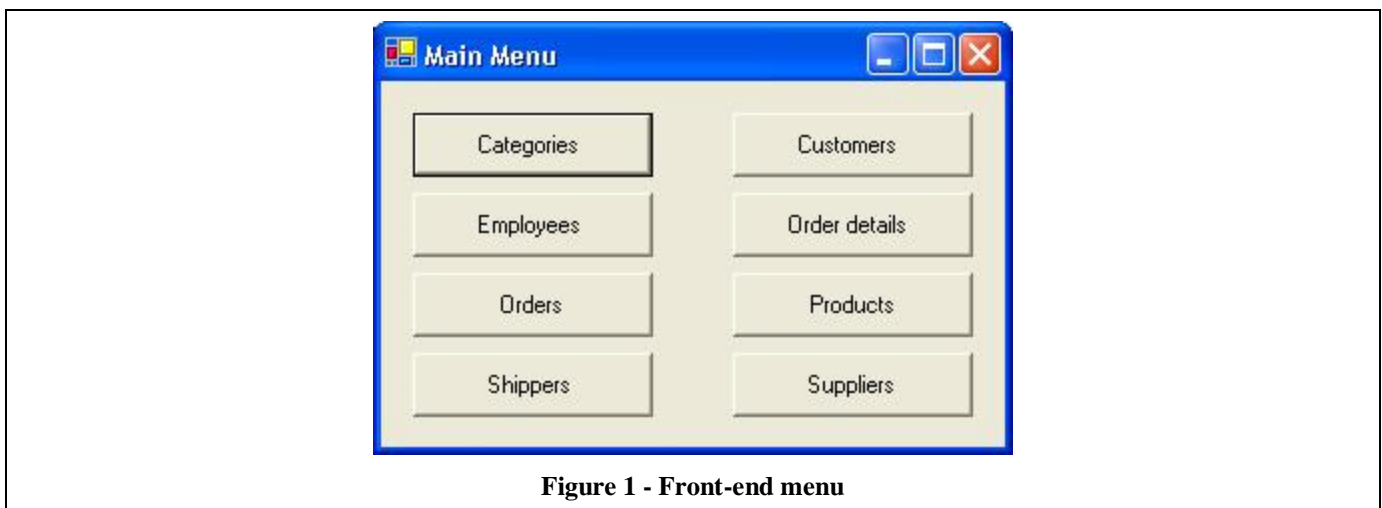 Main Menu
Categories Customers
Employees Order details
Orders Products
Shippers Suppliers
Figure 1 - Front-end menu